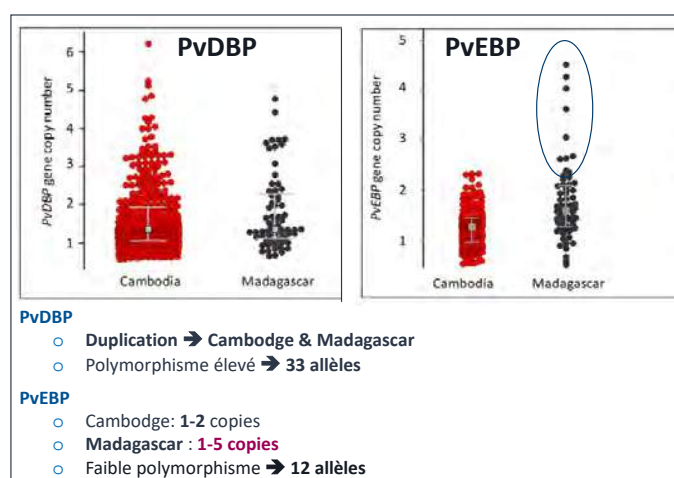 PvDBP
PvDBP gene copy number
6
5
4
3
2
1
Cambodia Madagascar
PvEBP
PvEBP gene copy number
5
4
3
2
1
Cambodia Madagascar
PvDBP
o Duplication ➔ Cambodge & Madagascar
o Polymorphisme élevé ➔ 33 allèles
PvEBP
o Cambodge: 1-2 copies
o Madagascar : 1-5 copies
o Faible polymorphisme ➔ 12 allèles